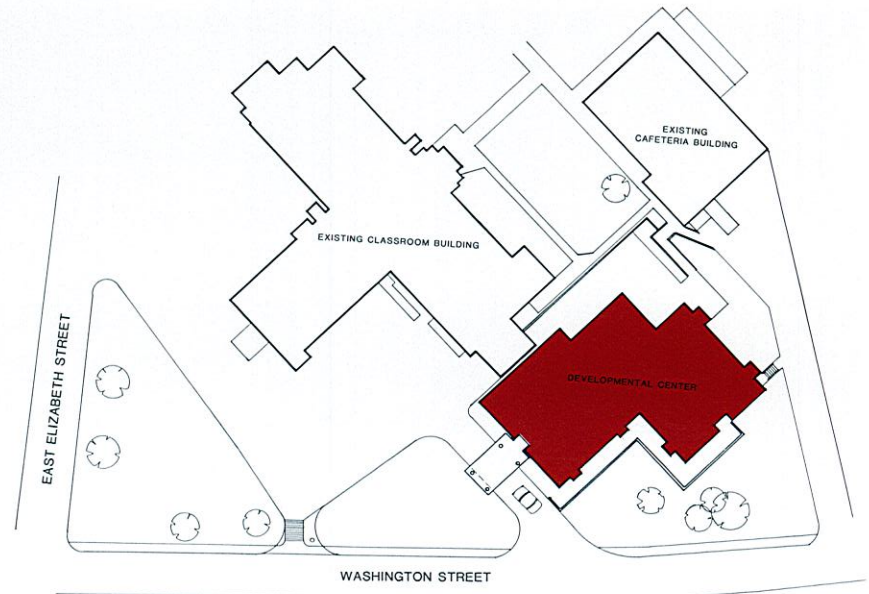 EXISTING
CAFETERIA BUILDING
EXISTING CLASSROOM BUILDING
EAST ELIZABETH STREET
DEVELOPMENTAL CENTER
WASHINGTON STREET